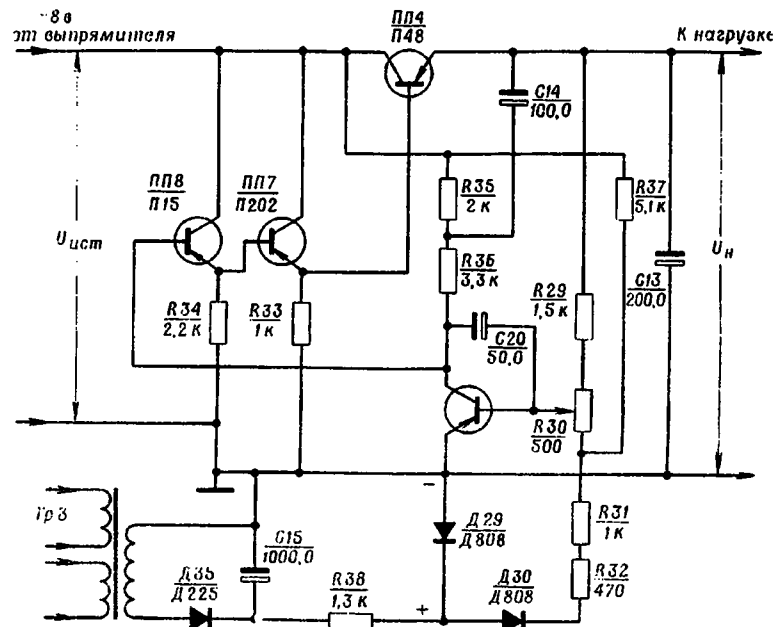 -8 в
от выпрямителя
ПП4
П48
К нагрузке
C14
100,0
ПП8
П15
ПП7
П202
R35
2 к
R37
5,1 к
U ист
R36
3,3 к
U н
R34
2,2 к
R33
1 к
R29
1,5 к
C13
200,0
C20
50,0
R30
500
−
Тр 3
C15
1000,0
Д29
Д808
R31
1 к
Д35
Д225
R38
1,3 к
+
Д30
Д808
R32
470